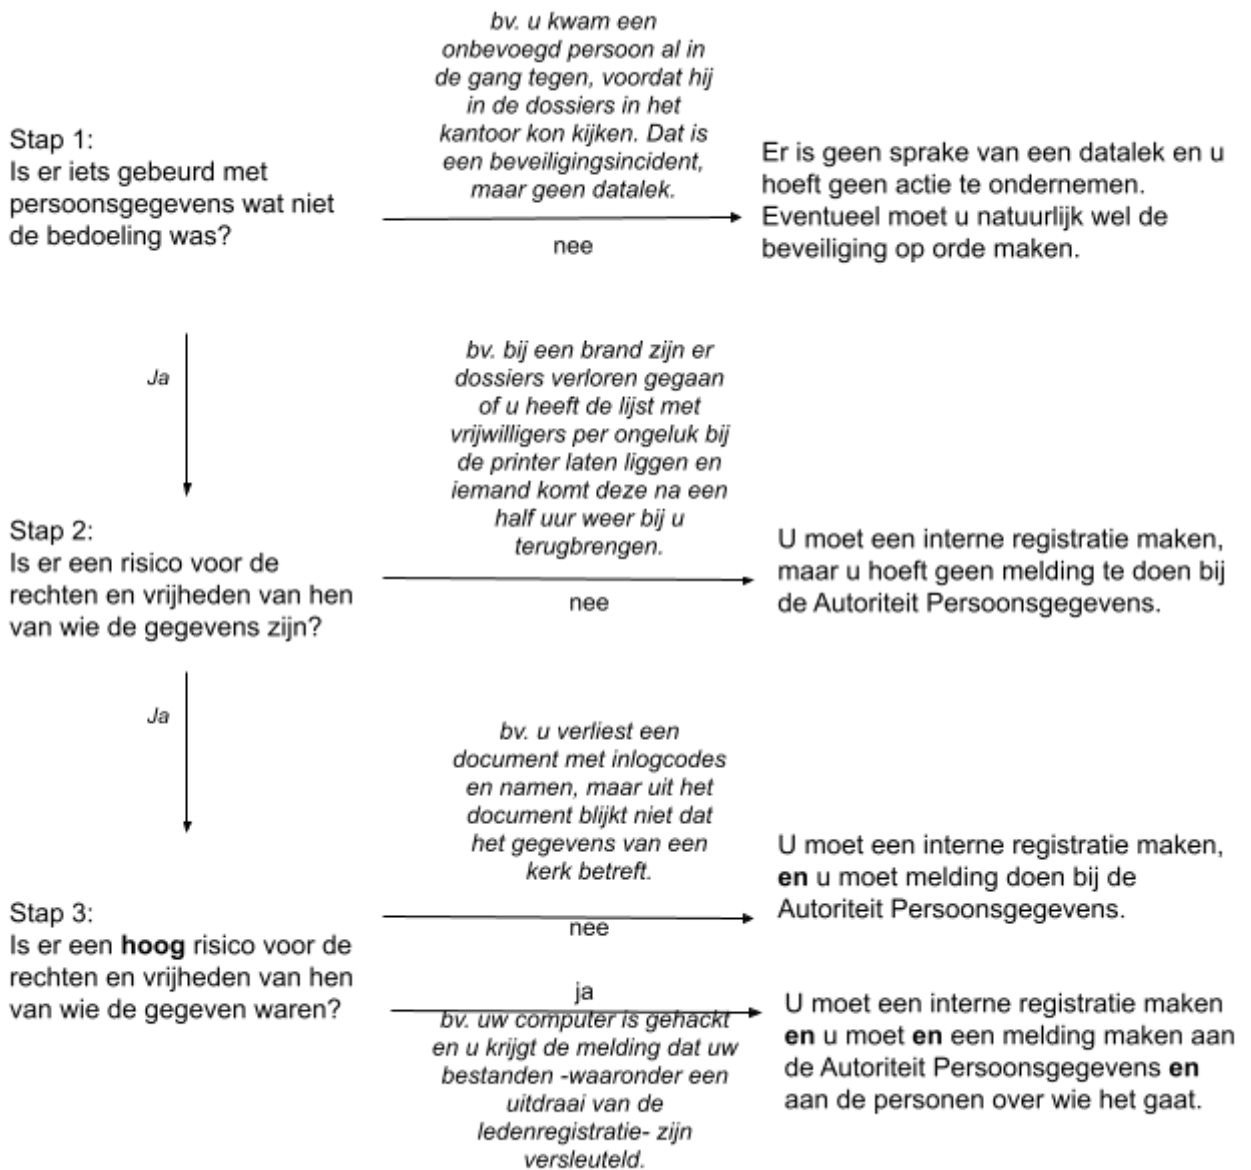 Stap 1:
Is er iets gebeurd met
persoonsgegevens wat niet
de bedoeling was?
bv. u kwam een
onbevoegd persoon al in
de gang tegen, voordat hij
in de dossiers in het
kantoor kon kijken. Dat is
een beveiligingsincident,
maar geen datalek.
nee
Er is geen sprake van een datalek en u
hoeft geen actie te ondernemen.
Eventueel moet u natuurlijk wel de
beveiliging op orde maken.
Ja
Stap 2:
Is er een risico voor de
rechten en vrijheden van hen
van wie de gegevens zijn?
bv. bij een brand zijn er
dossiers verloren gegaan
of u heeft de lijst met
vrijwilligers per ongeluk bij
de printer laten liggen en
iemand komt deze na een
half uur weer bij u
terugbrengen.
nee
U moet een interne registratie maken,
maar u hoeft geen melding te doen bij
de Autoriteit Persoonsgegevens.
Ja
Stap 3:
Is er een hoog risico voor de
rechten en vrijheden van hen
van wie de gegeven waren?
bv. u verliest een
document met inlogcodes
en namen, maar uit het
document blijkt niet dat
het gegevens van een
kerk betreft.
nee
U moet een interne registratie maken,
en u moet melding doen bij de
Autoriteit Persoonsgegevens.
ja
bv. uw computer is gehackt
en u krijgt de melding dat uw
bestanden -waaronder een
uitdraai van de
ledenregistratie- zijn
versleuteld.
U moet een interne registratie maken
en u moet en een melding maken aan
de Autoriteit Persoonsgegevens en
aan de personen over wie het gaat.